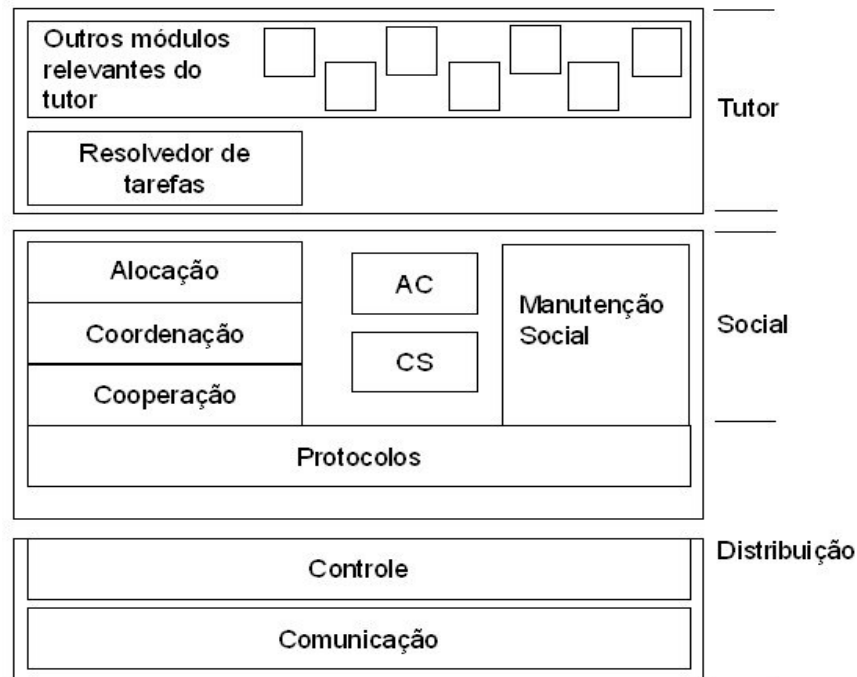 Outros módulos
relevantes do
tutor
Resolvedor de
tarefas
Tutor
Alocação
Coordenação
Cooperação
AC
CS
Manutenção
Social
Social
Protocolos
Controle
Comunicação
Distribuição